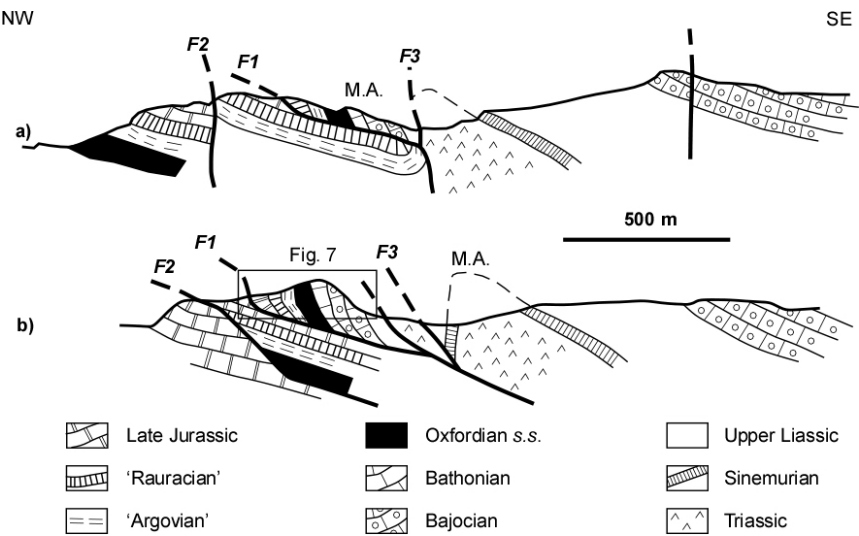 NW
SE
F2
F1
F3
M.A.
a)
500 m
F1
Fig. 7
F3
M.A.
F2
b)
Late Jurassic
Oxfordian s.s.
Upper Liassic
'Rauracian'
Bathonian
Sinemurian
'Argovian'
Bajocian
Triassic